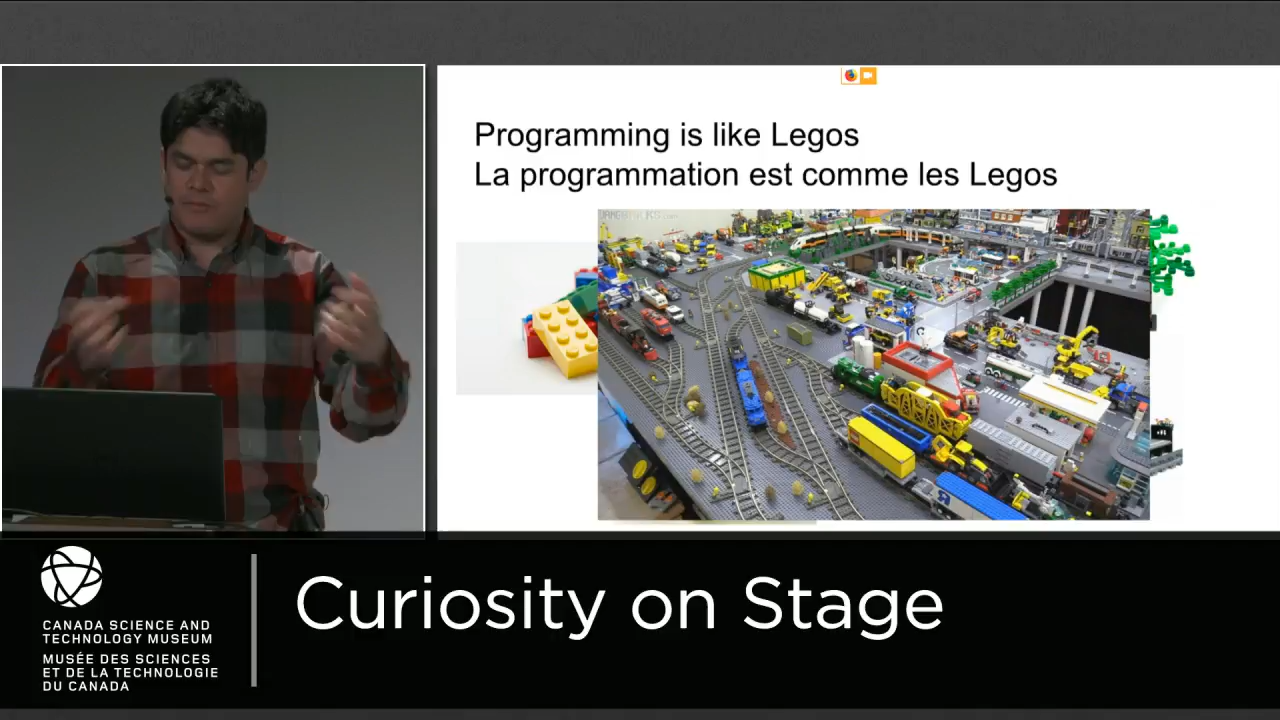 Programming is like Legos
La programmation est comme les Legos
Curiosity on Stage
CANADA SCIENCE AND
TECHNOLOGY MUSEUM
MUSÉE DES SCIENCES
ET DE LA TECHNOLOGIE
DU CANADA